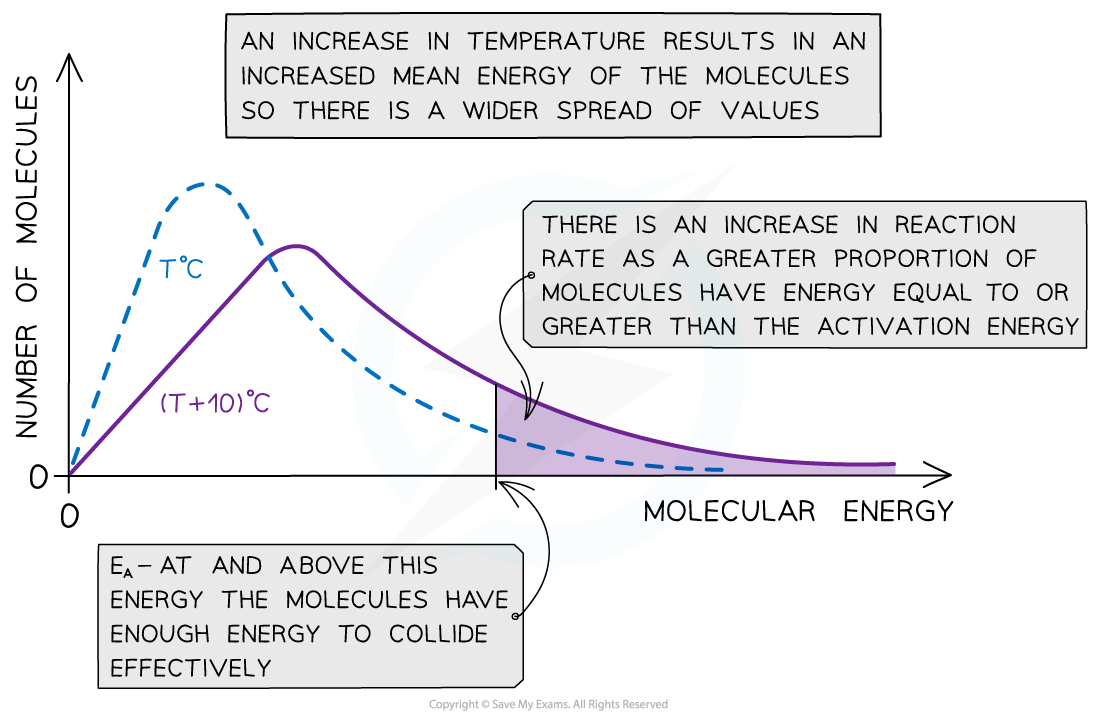 AN INCREASE IN TEMPERATURE RESULTS IN AN
INCREASED MEAN ENERGY OF THE MOLECULES
SO THERE IS A WIDER SPREAD OF VALUES
NUMBER OF MOLECULES
THERE IS AN INCREASE IN REACTION
RATE AS A GREATER PROPORTION OF
MOLECULES HAVE ENERGY EQUAL TO OR
GREATER THAN THE ACTIVATION ENERGY
T°C
(T+10)°C
0
0
MOLECULAR ENERGY
EA – AT AND ABOVE THIS
ENERGY THE MOLECULES HAVE
ENOUGH ENERGY TO COLLIDE
EFFECTIVELY
Copyright © Save My Exams. All Rights Reserved